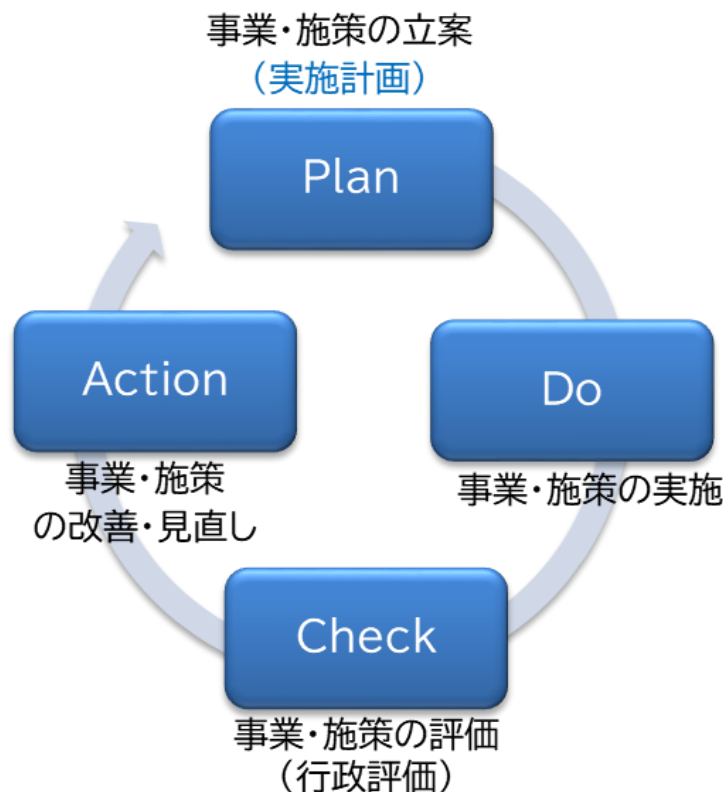 事業・施策の立案
（実施計画）
Plan
Do
事業・施策の実施
Check
事業・施策の評価
（行政評価）
Action
事業・施策
の改善・見直し